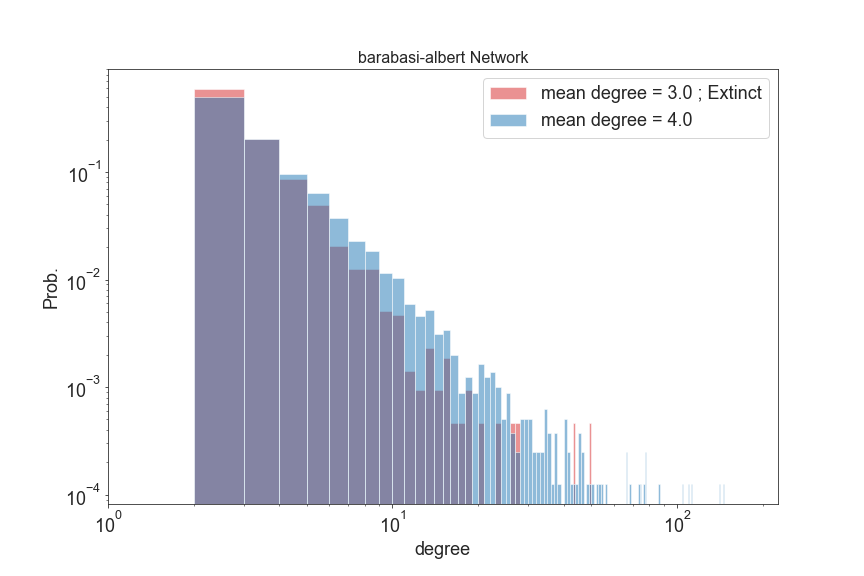 barabasi-albert Network
mean degree = 3.0 ; Extinct
mean degree = 4.0
Prob.
10⁻¹
10⁻²
10⁻³
10⁻⁴
10⁰ 10¹ 10²
degree